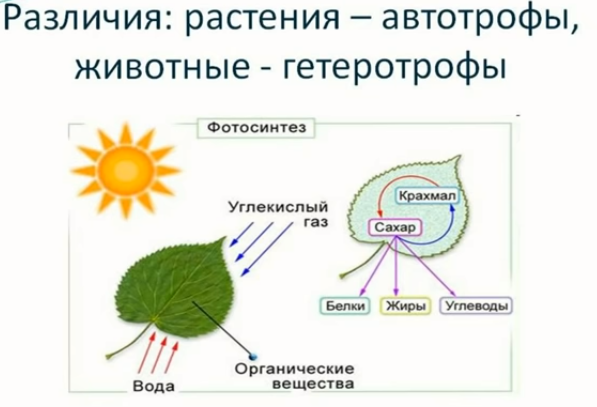 Различия: растения – автотрофы,
животные - гетеротрофы
Фотосинтез
Углекислый
газ
Крахмал
Сахар
Белки
Жиры
Углеводы
Органические
вещества
Вода